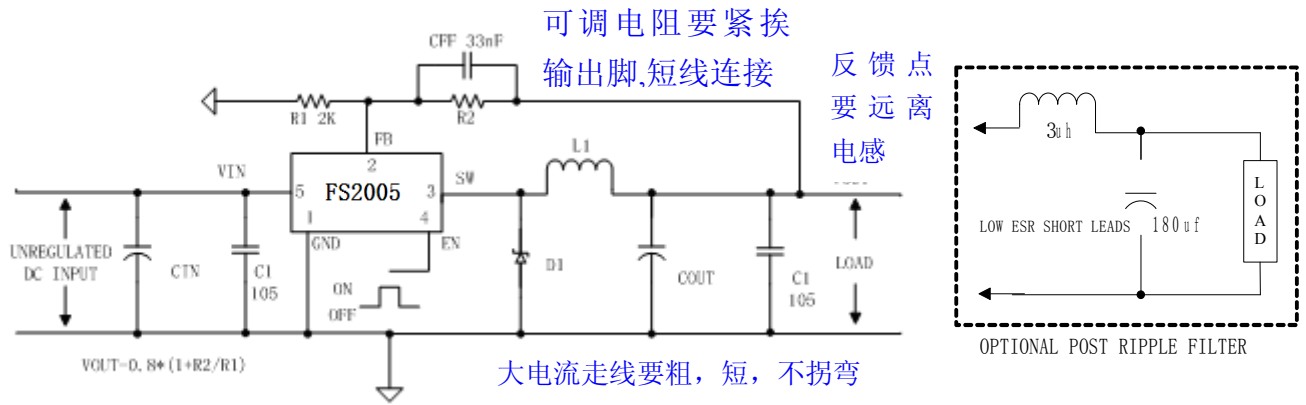 可调电阻要紧挨
输出脚,短线连接
反馈点
要远离
电感
CFF 33nF
R1 2K
R2
FB
2
VIN
5
FS2005
3
SW
L1
1
4
GND
EN
UNREGULATED
DC INPUT
CIN
C1
105
ON
OFF
D1
COUT
C1
105
LOAD
VOUT=0.8*(1+R2/R1)
大电流走线要粗，短，不拐弯
3uh
LOW ESR SHORT LEADS
180uf
LOAD
OPTIONAL POST RIPPLE FILTER